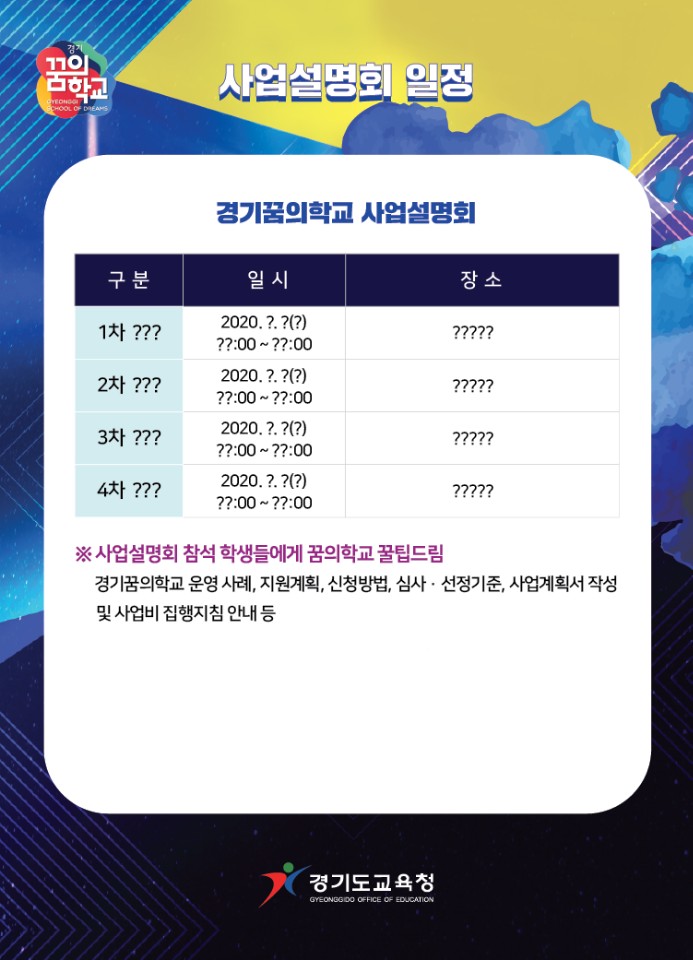 경기
꿈의
학교
GYEONGGI
SCHOOL OF DREAMS
사업설명회 일정
경기꿈의학교 사업설명회
구 분 일 시 장 소
1차 ??? 2020. ?. ?(?) ??:00 ~ ??:00 ?????
2차 ??? 2020. ?. ?(?) ??:00 ~ ??:00 ?????
3차 ??? 2020. ?. ?(?) ??:00 ~ ??:00 ?????
4차 ??? 2020. ?. ?(?) ??:00 ~ ??:00 ?????
※ 사업설명회 참석 학생들에게 꿈의학교 꿀팁드림
경기꿈의학교 운영 사례, 지원계획, 신청방법, 심사 · 선정기준, 사업계획서 작성
및 사업비 집행지침 안내 등
경기도교육청
GYEONGGIDO OFFICE OF EDUCATION